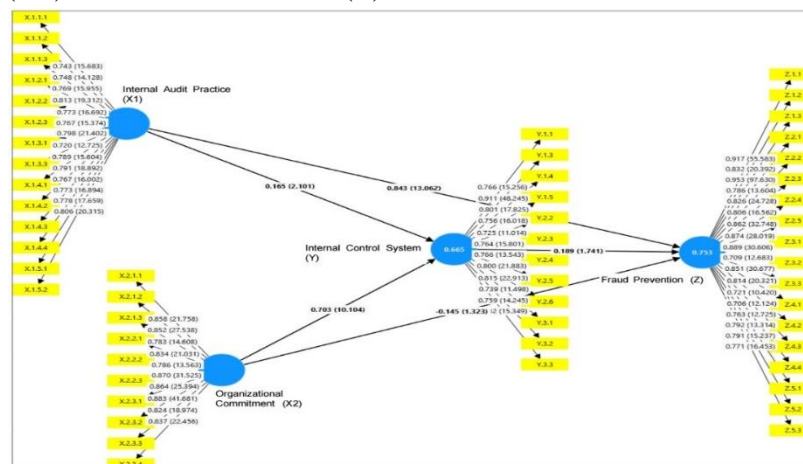 X.1.1.1
X.1.1.2
X.1.1.3
X.1.2.1
X.1.2.2
X.1.2.3
X.1.3.1
X.1.3.3
X.1.4.1
X.1.4.2
X.1.4.3
X.1.4.4
X.1.5.1
X.1.5.2
0.743 (15.683)
0.748 (14.128)
0.769 (15.955)
0.813 (19.312)
0.773 (16.692)
0.767 (15.374)
0.798 (21.402)
0.720 (12.725)
0.789 (15.604)
0.791 (18.892)
0.767 (16.002)
0.773 (16.894)
0.778 (17.659)
0.806 (20.315)
Internal Audit Practice
(X1)
0.165 (2.101)
0.843 (13.062)
X.2.1.1
X.2.1.2
X.2.1.3
X.2.2.1
X.2.2.2
X.2.2.3
X.2.3.1
X.2.3.2
X.2.3.3
0.858 (21.758)
0.852 (27.538)
0.783 (14.608)
0.834 (21.031)
0.786 (13.563)
0.870 (31.525)
0.864 (25.394)
0.883 (41.681)
0.824 (18.974)
0.837 (22.456)
Organizational
Commitment (X2)
0.703 (10.104)
-0.145 (1.323)
Internal Control System
(Y)
0.665
0.189 (1.741)
Y.1.1
Y.1.3
Y.1.4
Y.1.5
Y.2.2
Y.2.3
Y.2.4
Y.2.5
Y.2.6
Y.3.1
Y.3.2
Y.3.3
0.766 (15.256)
0.911 (48.245)
0.801 (17.825)
0.756 (16.018)
0.725 (11.014)
0.764 (15.801)
0.766 (13.543)
0.800 (21.883)
0.815 (22.913)
0.739 (11.498)
0.759 (14.245)
(15.349)
Fraud Prevention (Z)
0.753
0.917 (55.583)
0.832 (20.392)
0.953 (97.630)
0.786 (13.604)
0.826 (24.728)
0.806 (16.562)
0.862 (32.748)
0.874 (28.019)
0.889 (30.606)
0.709 (12.683)
0.851 (30.677)
0.814 (20.321)
0.721 (10.420)
0.706 (12.124)
0.763 (12.725)
0.792 (13.314)
0.791 (15.237)
0.771 (16.453)
Z.1.1
Z.1.2
Z.1.3
Z.2.1
Z.2.2
Z.2.3
Z.2.4
Z.2.5
Z.3.1
Z.3.2
Z.3.3
Z.4.1
Z.4.2
Z.4.3
Z.4.4
Z.5.1
Z.5.2
Z.5.3